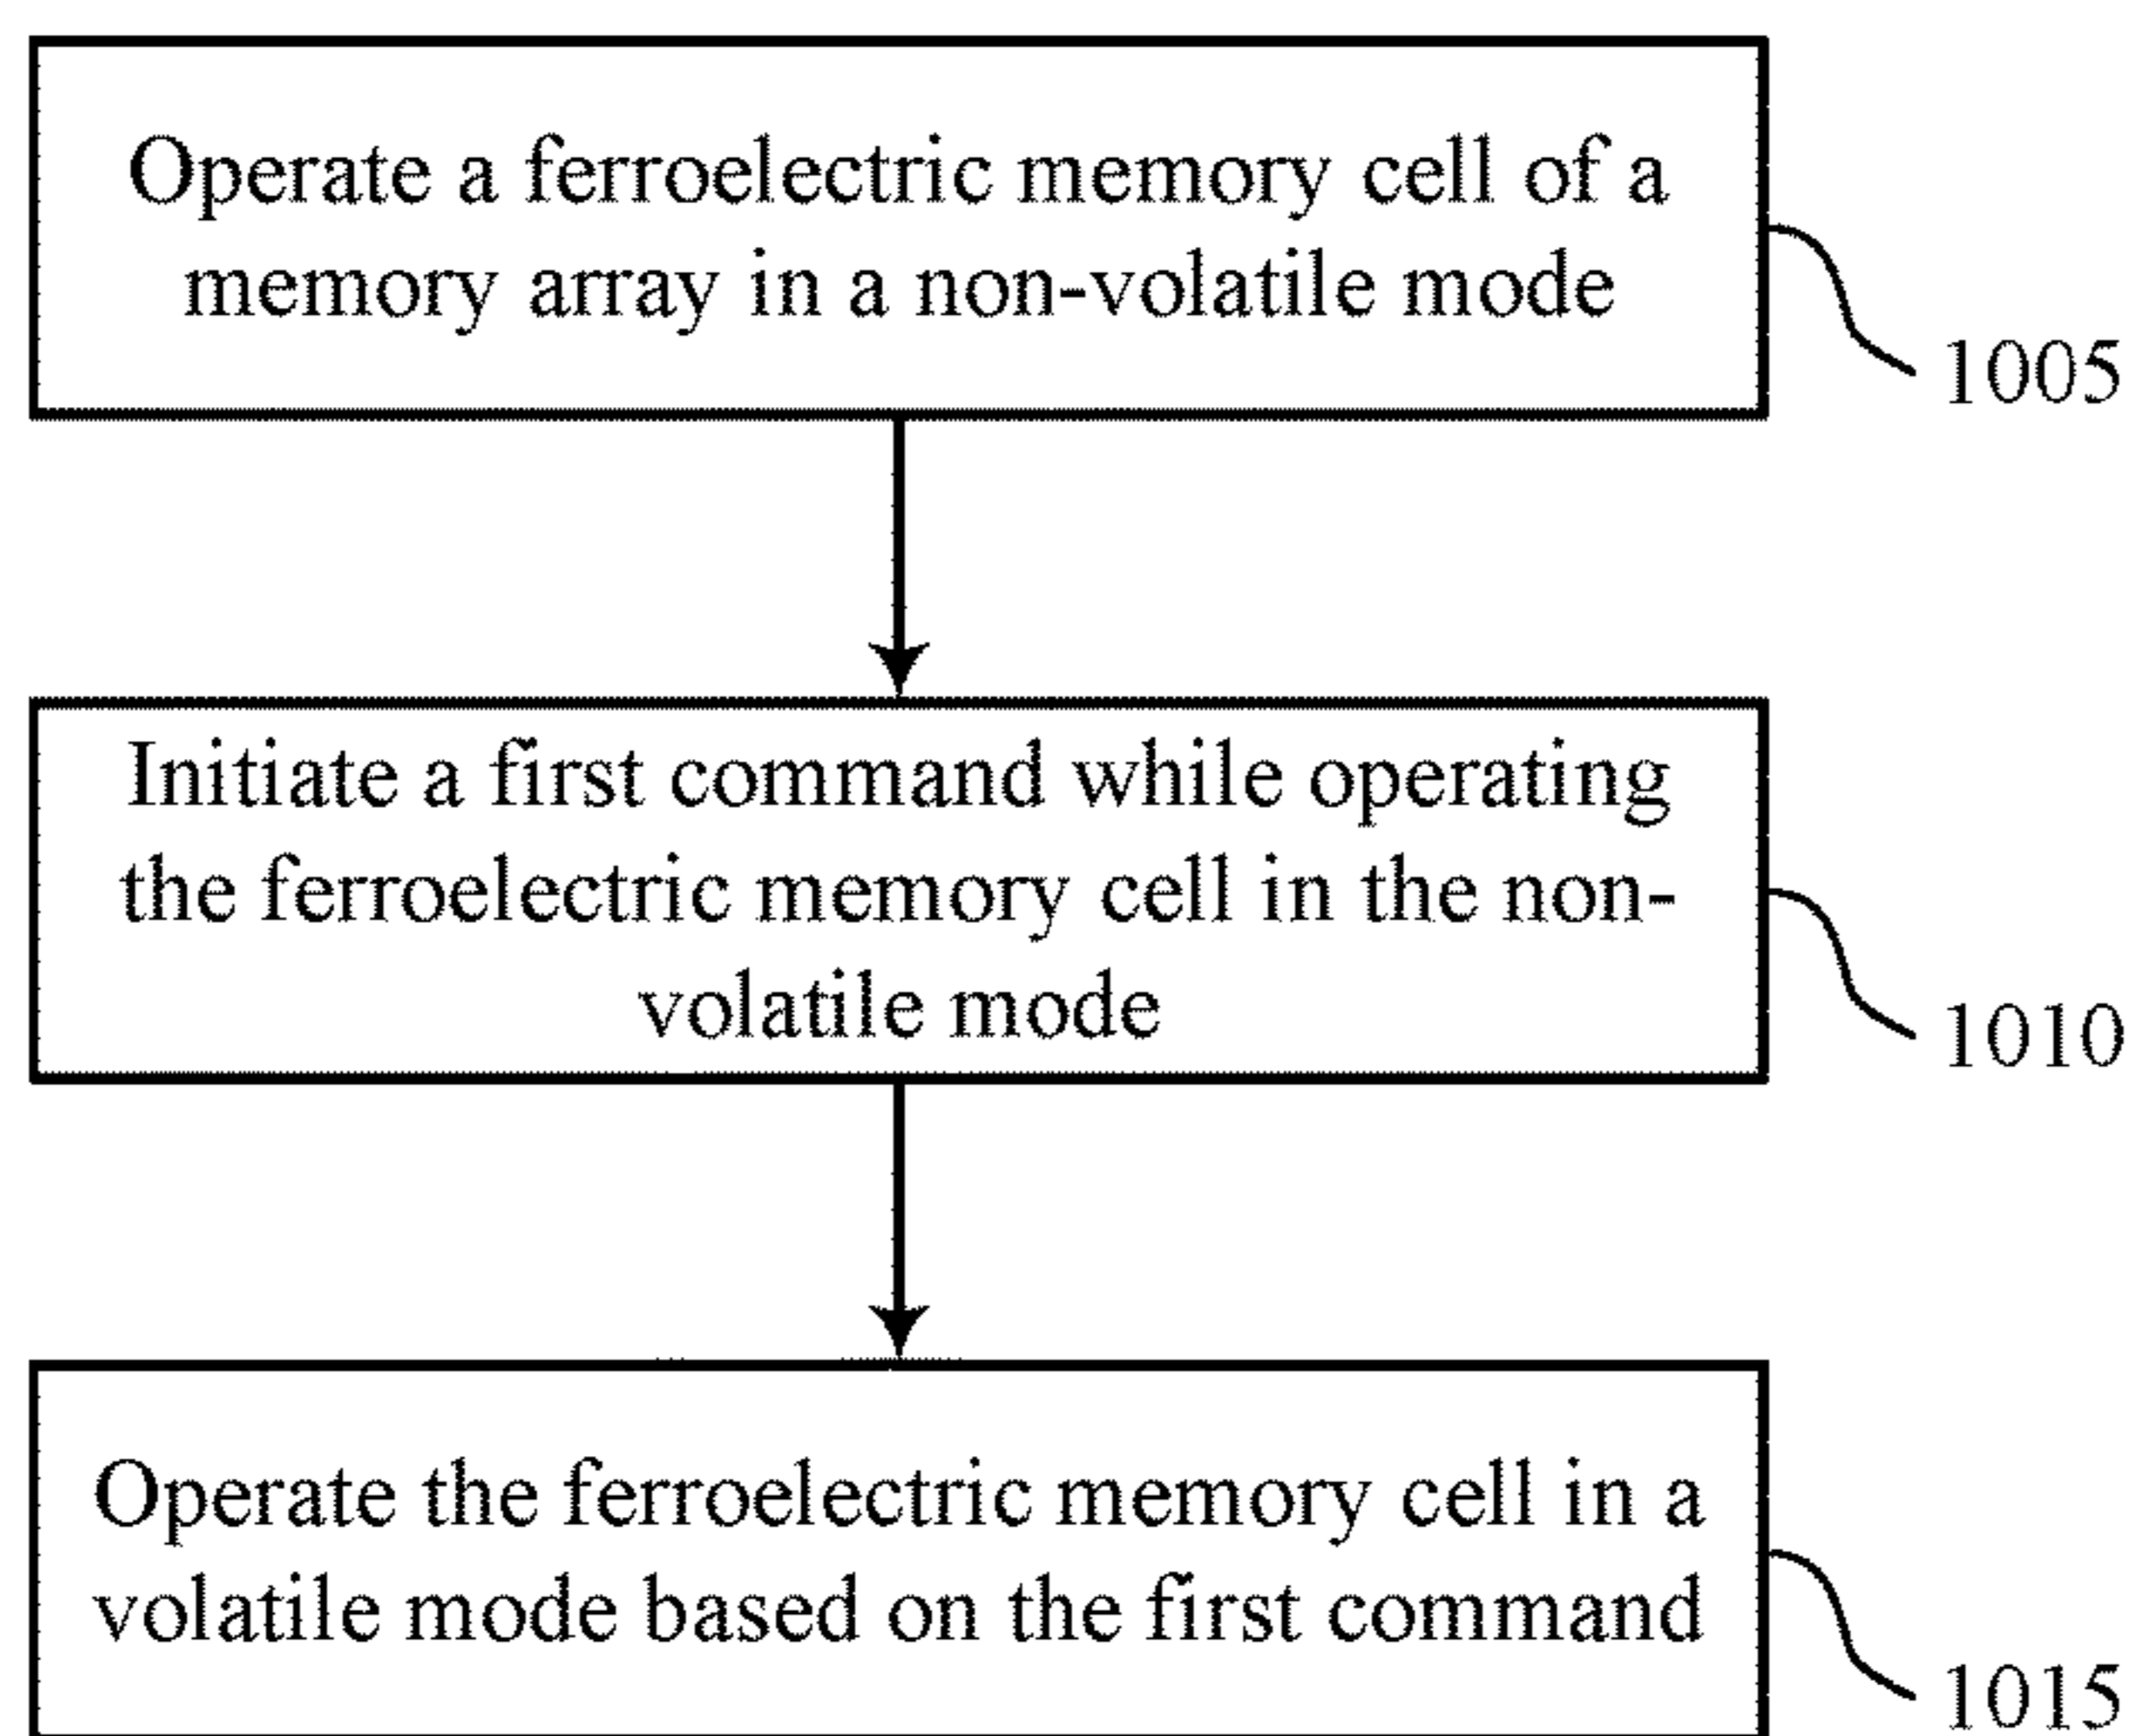 Operate a ferroelectric memory cell of a
memory array in a non-volatile mode
1005
Initiate a first command while operating
the ferroelectric memory cell in the non-
volatile mode
1010
Operate the ferroelectric memory cell in a
volatile mode based on the first command
1015